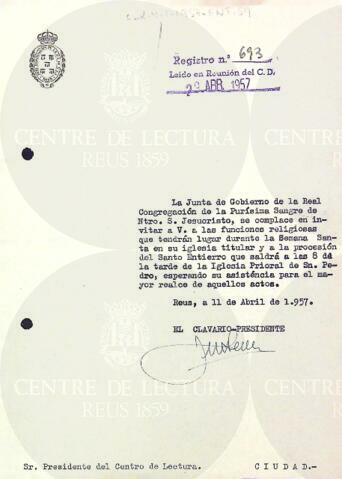 Registro n.º 693
Leido en Reunión del C.D.
29 ABR. 1957
CENTRE DE LECTURA
REUS 1859
CENTRE DE LECTURA
REUS 1859
La Junta de Gobierno de la Real
Congregación de la Purísima Sangre de
Ntro. S. Jesucristo, se complace en in-
vitar a V. a las funciones religiosas
que tendrán lugar durante la Semana San-
ta en su iglesia titular y a la procesión
del Santo Entierro que saldrá a las 8 de
la tarde de la Iglesia Prioral de Sn. Pe-
dro, esperando su asistencia para el ma-
yor realce de aquellos actos.
Reus, a 11 de Abril de 1.957.
EL CLAVARIO-PRESIDENTE
Sr. Presidente del Centro de Lectura. CIUDAD.-